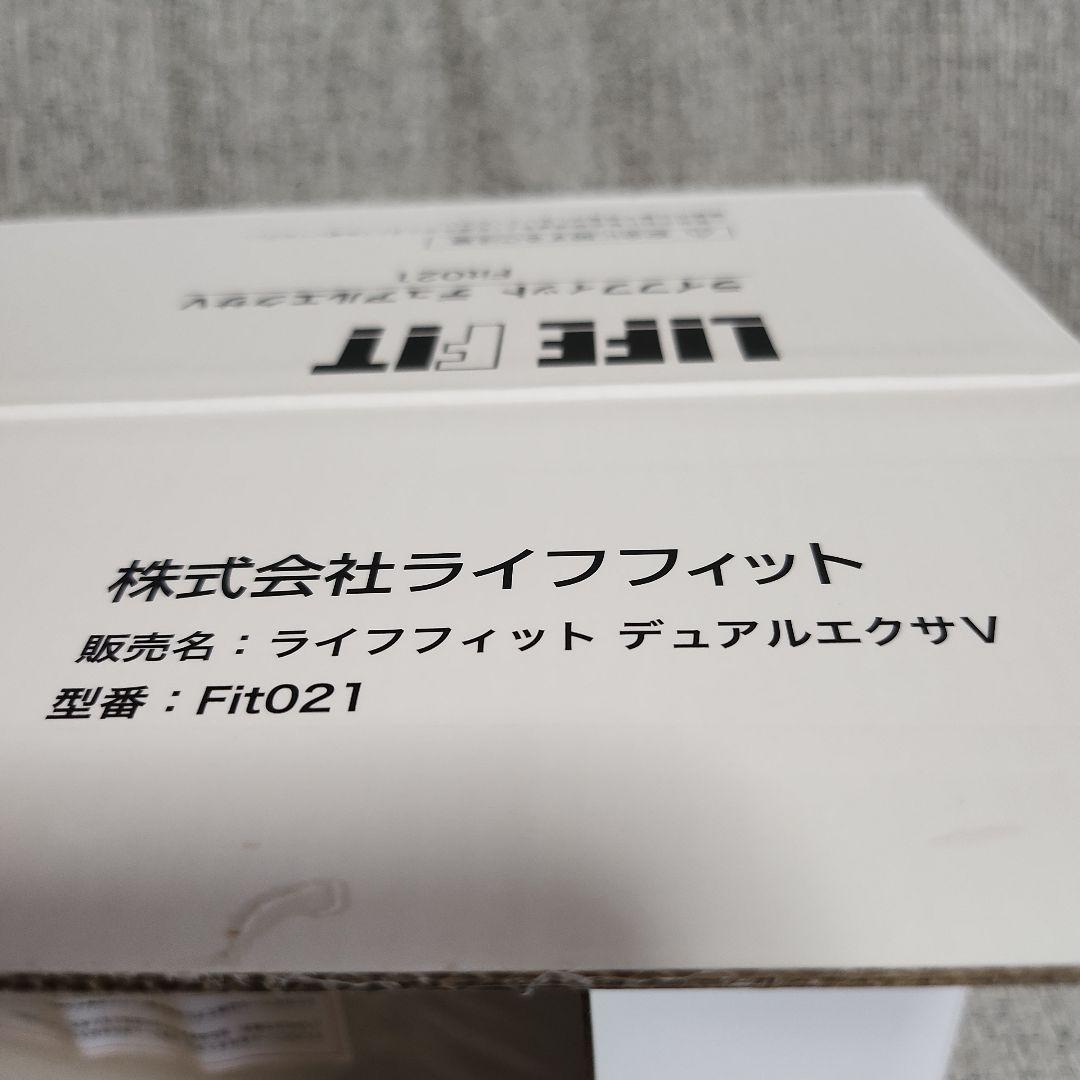 LIFE FIT
ライフフィット デュアルエクサV
Fit021
株式会社ライフフィット
販売名：ライフフィット デュアルエクサV
型番：Fit021